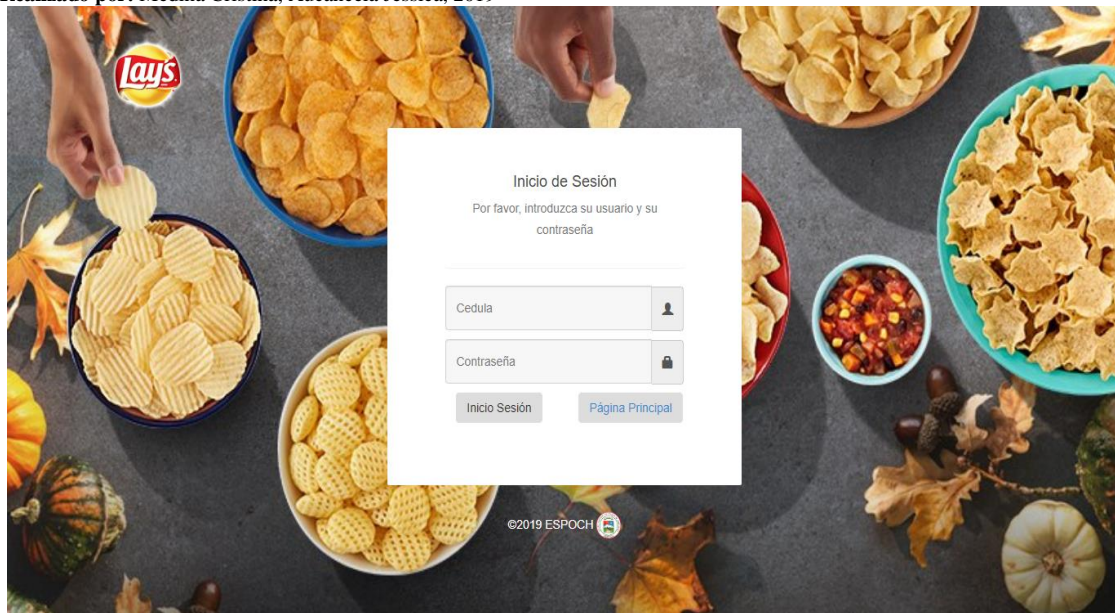 Lay's
Inicio de Sesión
Por favor, introduzca su usuario y su
contraseña
Cedula
Contraseña
Inicio Sesión
Página Principal
©2019 ESPOCH